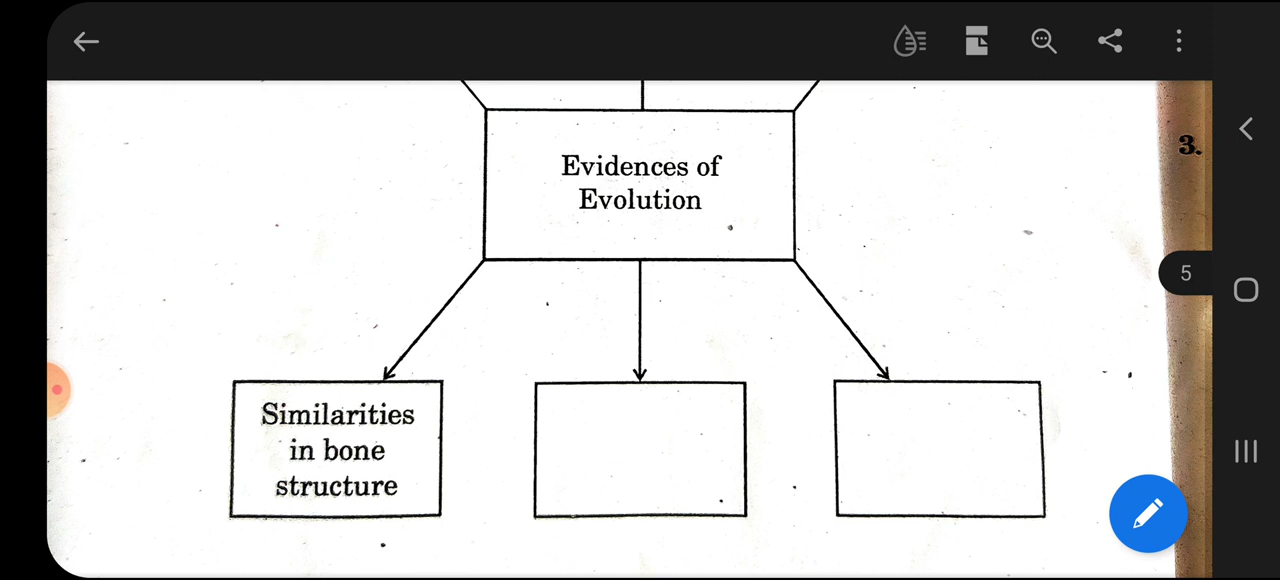 3.
Evidences of
Evolution
5
Similarities
in bone
structure